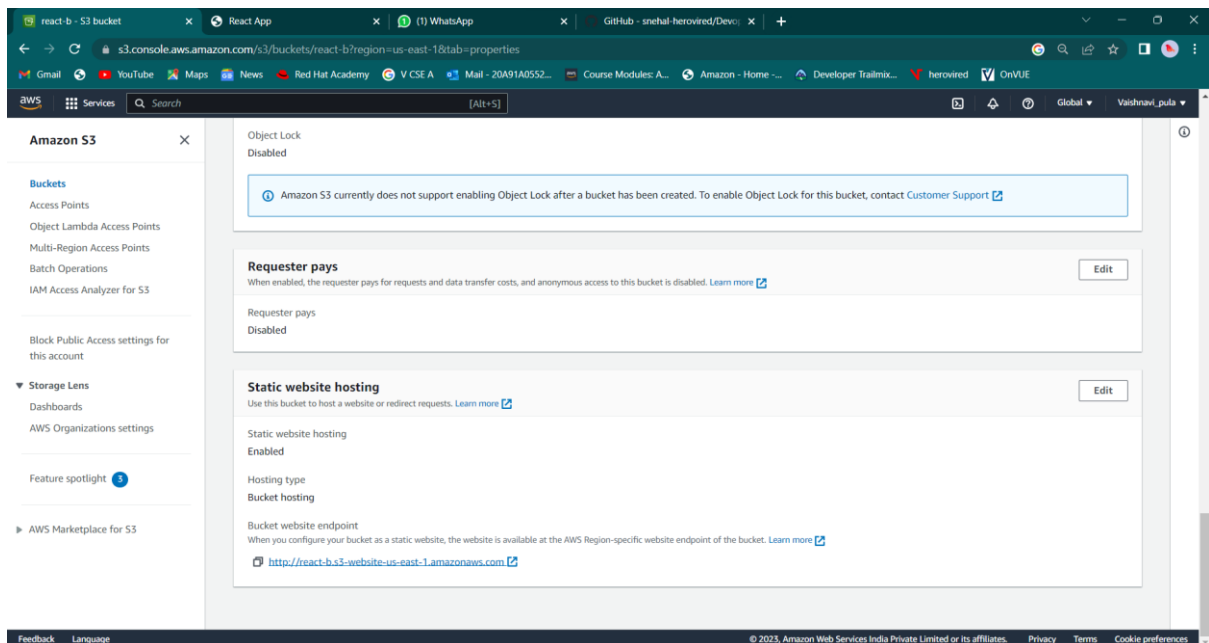 react-b - S3 bucket
React App
(1) WhatsApp
GitHub - snehal-herovired/Devo
s3.console.aws.amazon.com/s3/buckets/react-b?region=us-east-1&tab=properties
Gmail YouTube Maps News Red Hat Academy V CSE A Mail - 20A91A0552... Course Modules: A... Amazon - Home -... Developer Trailmix... herovired OnVUE
aws Services Search [Alt+S] Global Vaishnavi_pula
Amazon S3
Buckets
Access Points
Object Lambda Access Points
Multi-Region Access Points
Batch Operations
IAM Access Analyzer for S3
Block Public Access settings for
this account
Storage Lens
Dashboards
AWS Organizations settings
Feature spotlight 3
AWS Marketplace for S3
Object Lock
Disabled
Amazon S3 currently does not support enabling Object Lock after a bucket has been created. To enable Object Lock for this bucket, contact Customer Support
Requester pays
Edit
When enabled, the requester pays for requests and data transfer costs, and anonymous access to this bucket is disabled. Learn more
Requester pays
Disabled
Static website hosting
Edit
Use this bucket to host a website or redirect requests. Learn more
Static website hosting
Enabled
Hosting type
Bucket hosting
Bucket website endpoint
When you configure your bucket as a static website, the website is available at the AWS Region-specific website endpoint of the bucket. Learn more
http://react-b.s3-website-us-east-1.amazonaws.com
Feedback Language © 2023, Amazon Web Services India Private Limited or its affiliates. Privacy Terms Cookie preferences